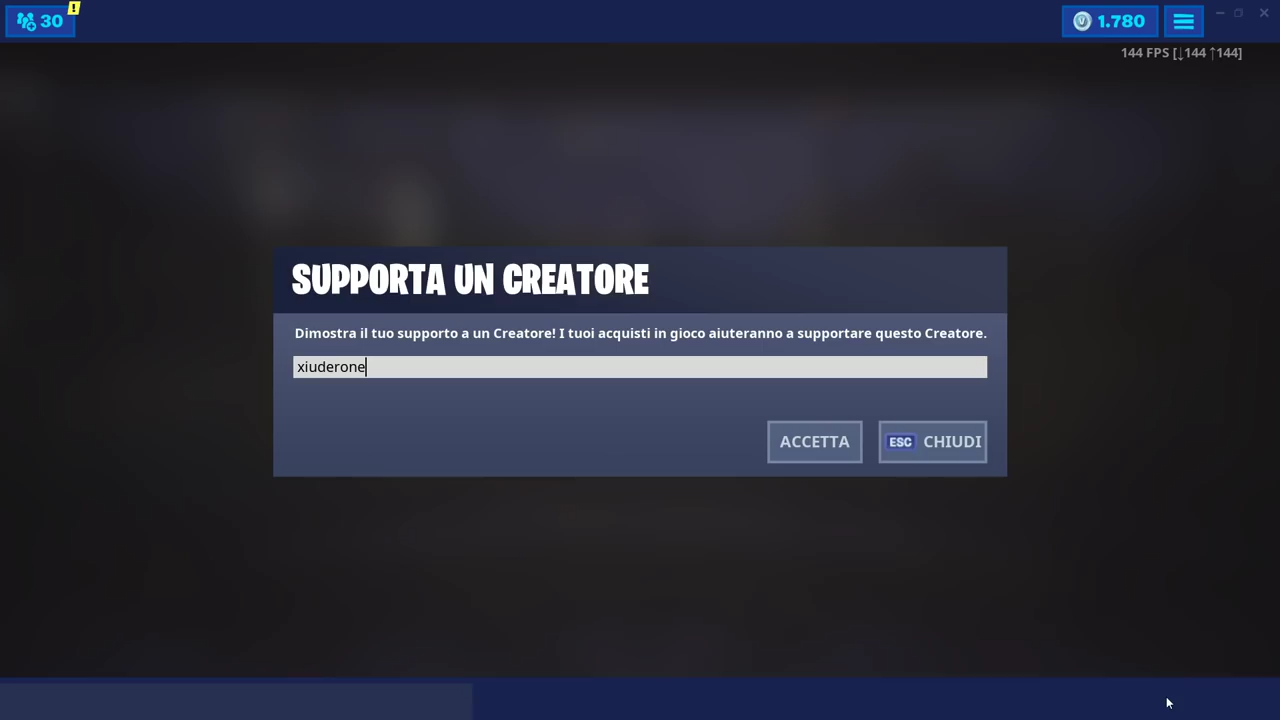 30
!
1.780
144 FPS [↓144 ↑144]
SUPPORTA UN CREATORE
Dimostra il tuo supporto a un Creatore! I tuoi acquisti in gioco aiuteranno a supportare questo Creatore.
xiuderone
ACCETTA
ESC CHIUDI